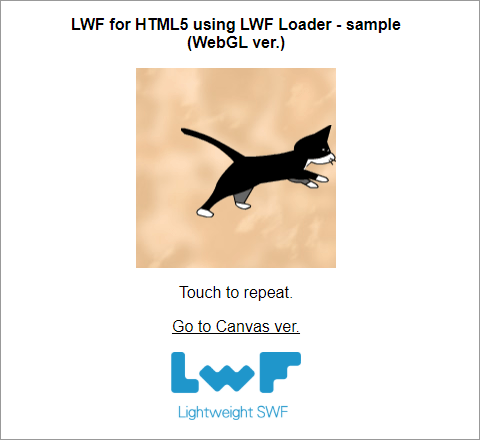 LWF for HTML5 using LWF Loader - sample
(WebGL ver.)
Touch to repeat.
Go to Canvas ver.
LWF
Lightweight SWF